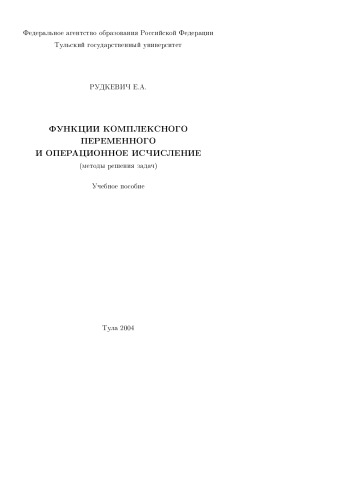 Федеральное агентство образования Российской Федерации
Тульский государственный университет
РУДКЕВИЧ Е.А.
ФУНКЦИИ КОМПЛЕКСНОГО
ПЕРЕМЕННОГО
И ОПЕРАЦИОННОЕ ИСЧИСЛЕНИЕ
(методы решения задач)
Учебное пособие
Тула 2004